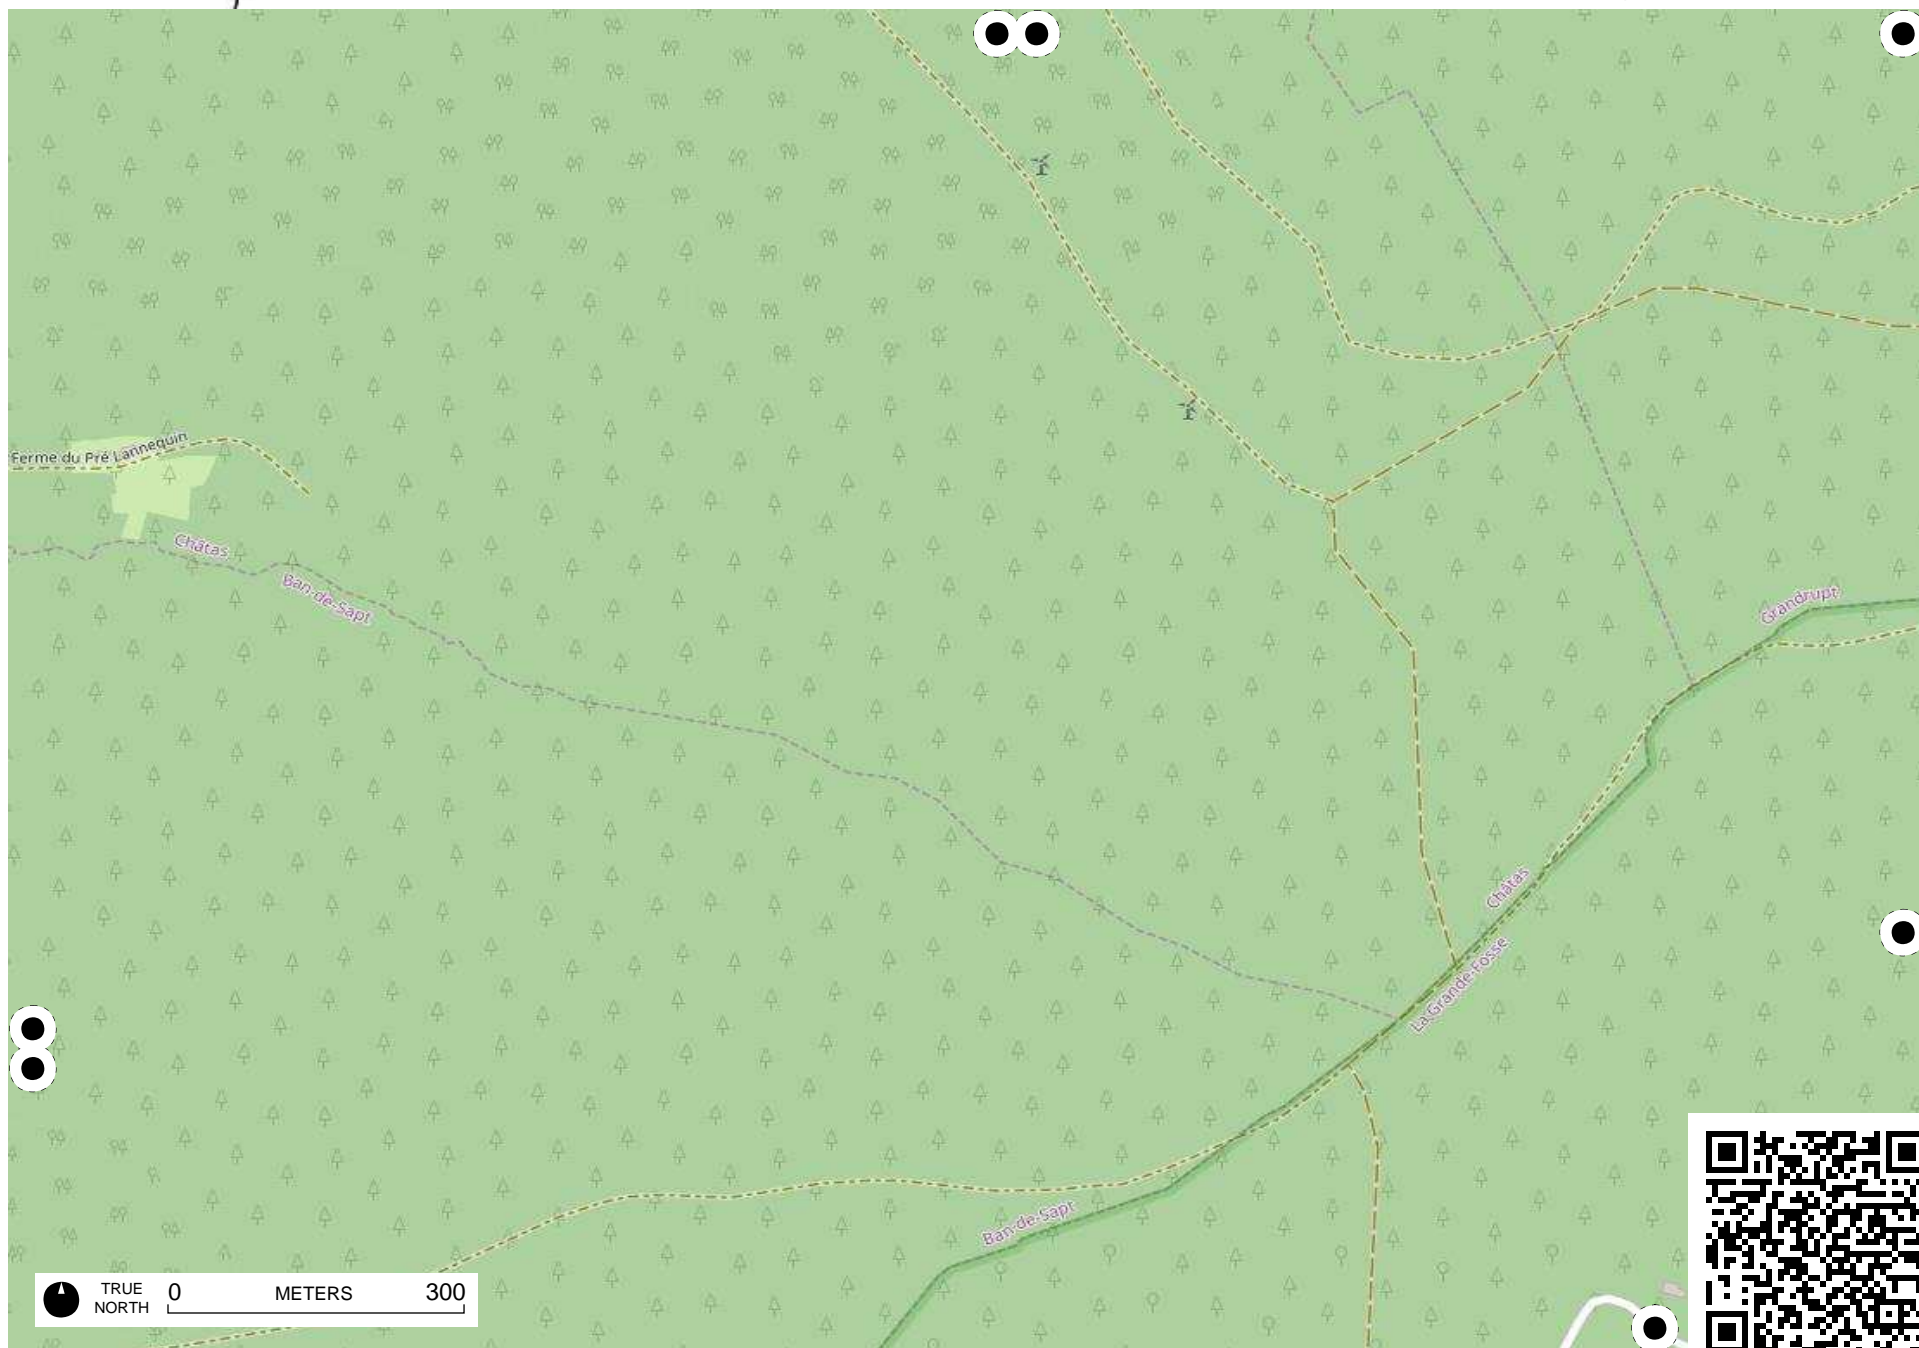 Ferme du Pré Lannequin
Châtas
Ban-de-Sapt
Grandrupt
Châtas
La Grande-Fosse
Ban-de-Sapt
TRUE
NORTH
0 METERS 300